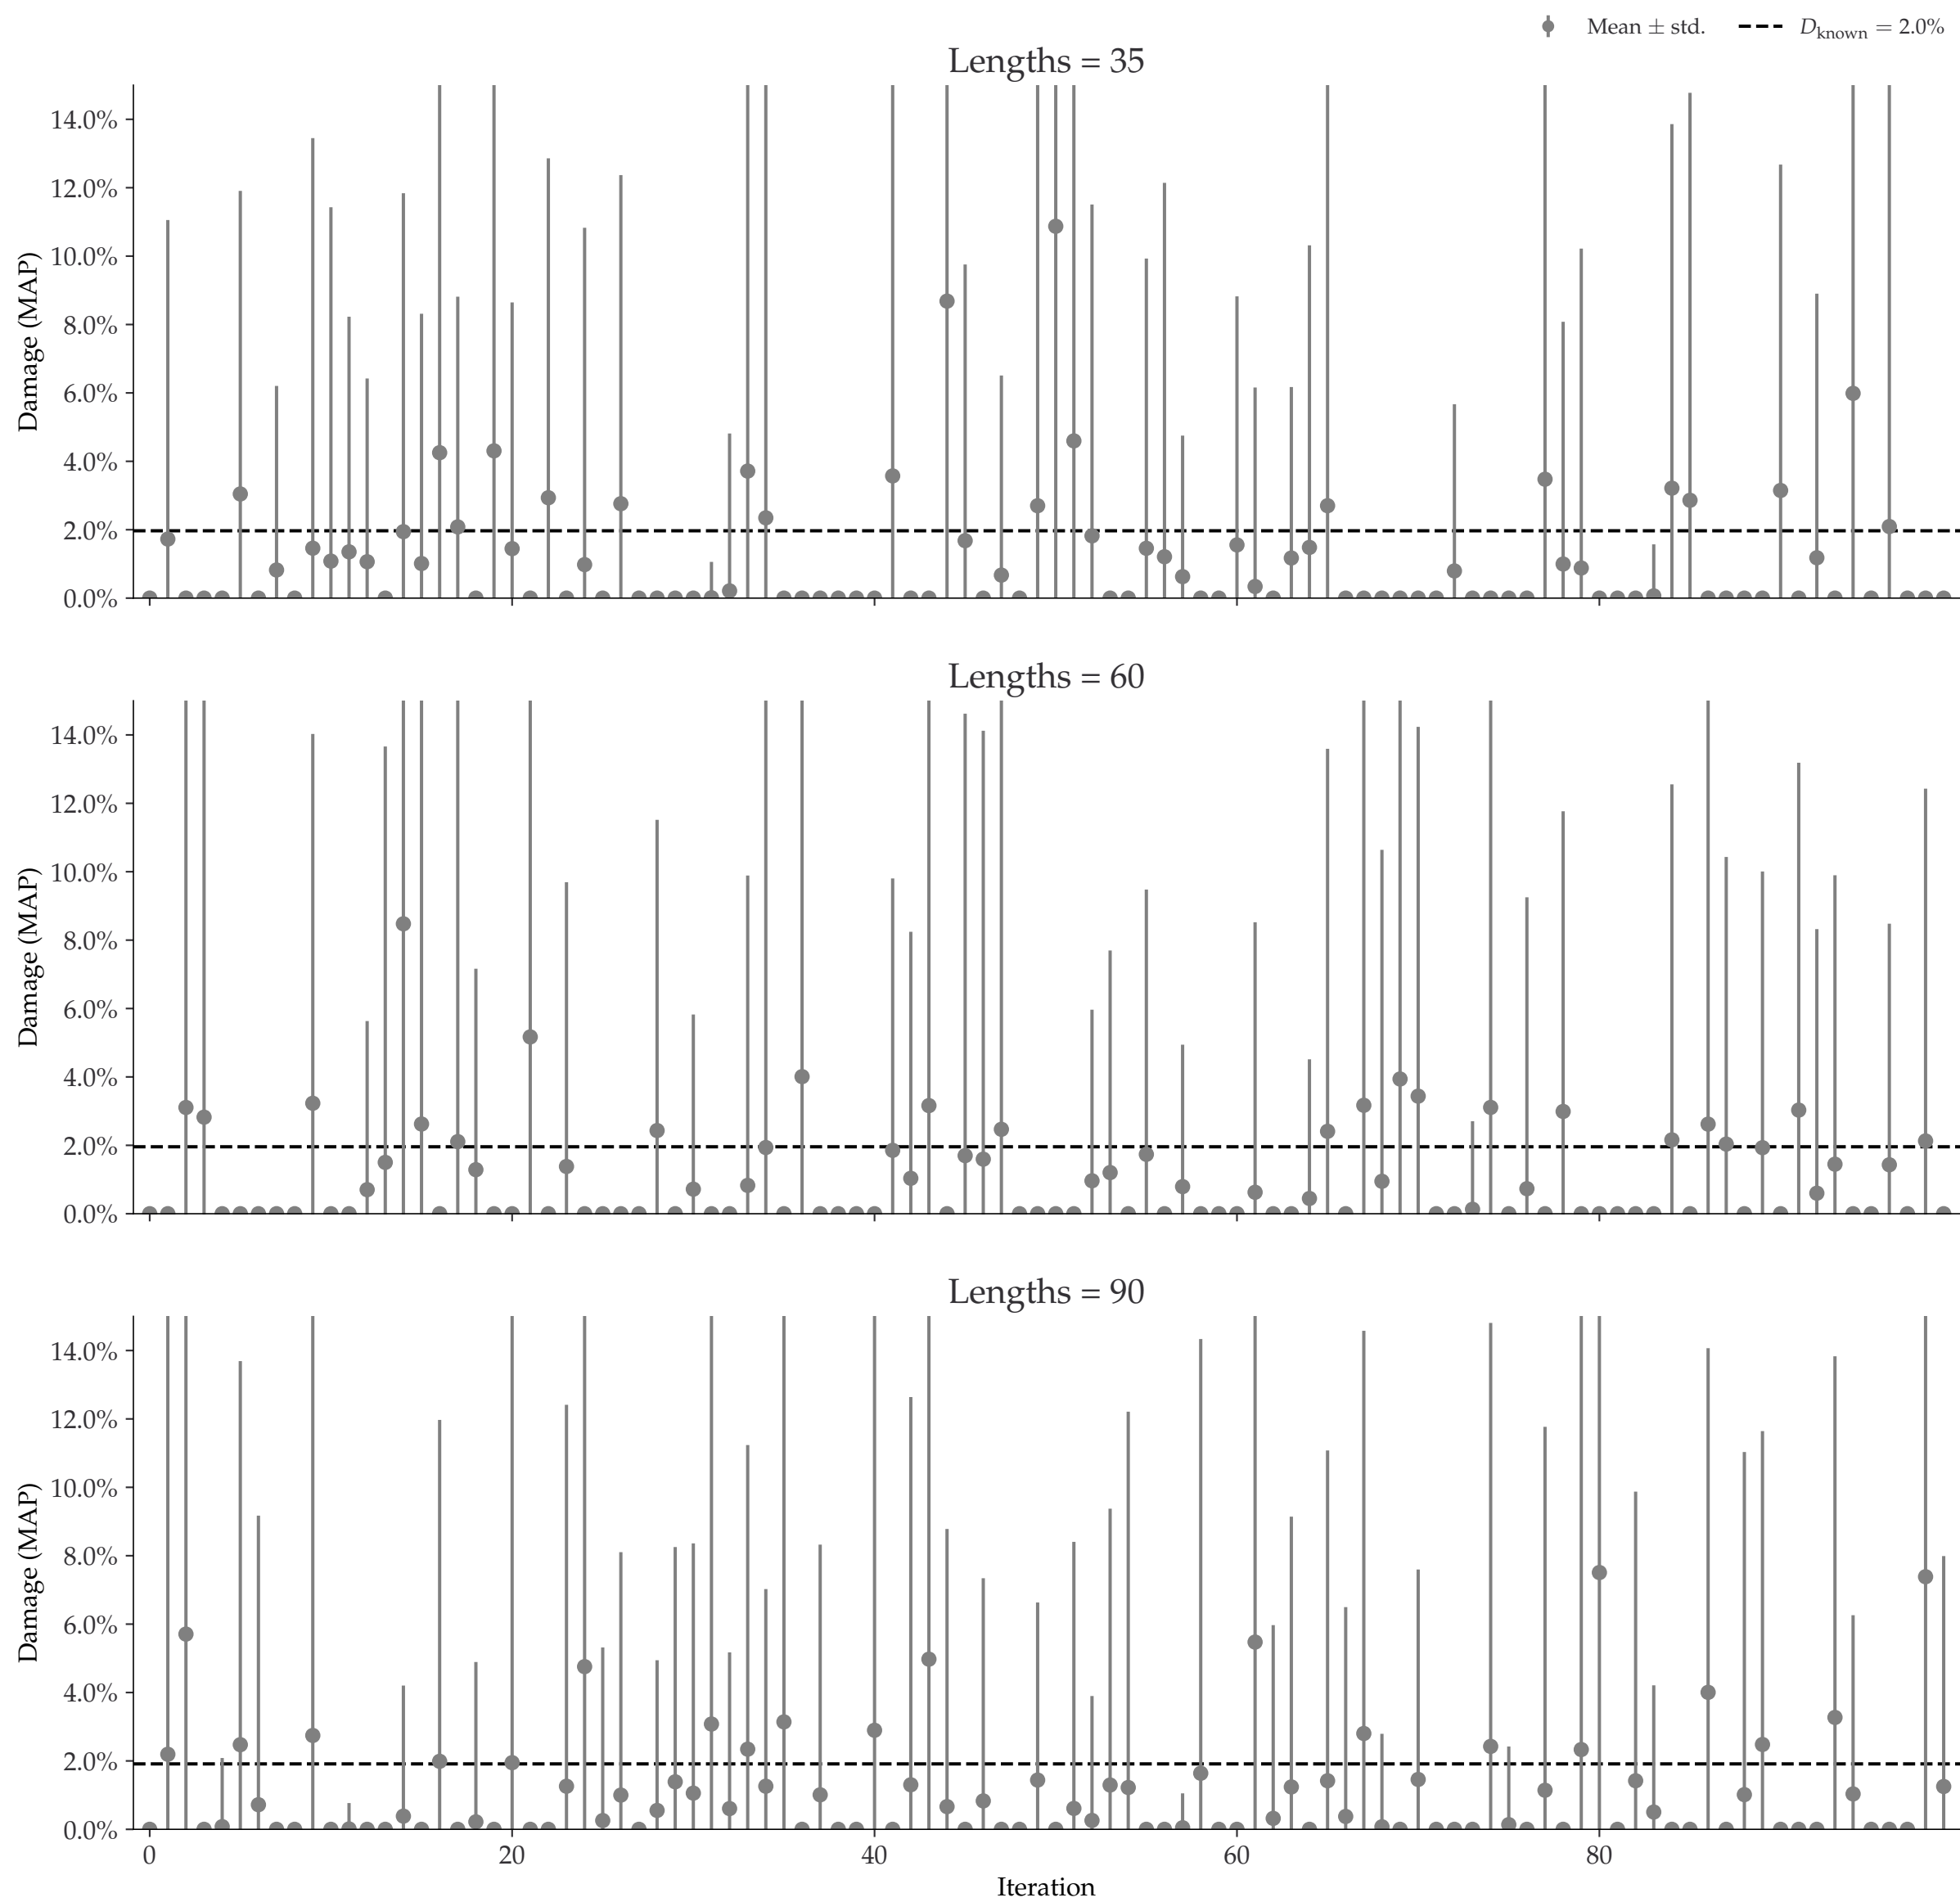 Mean ± std. D_known = 2.0%
Lengths = 35
Damage (MAP)
14.0%
12.0%
10.0%
8.0%
6.0%
4.0%
2.0%
0.0%
Lengths = 60
Damage (MAP)
14.0%
12.0%
10.0%
8.0%
6.0%
4.0%
2.0%
0.0%
Lengths = 90
Damage (MAP)
14.0%
12.0%
10.0%
8.0%
6.0%
4.0%
2.0%
0.0%
0 20 40 60 80
Iteration